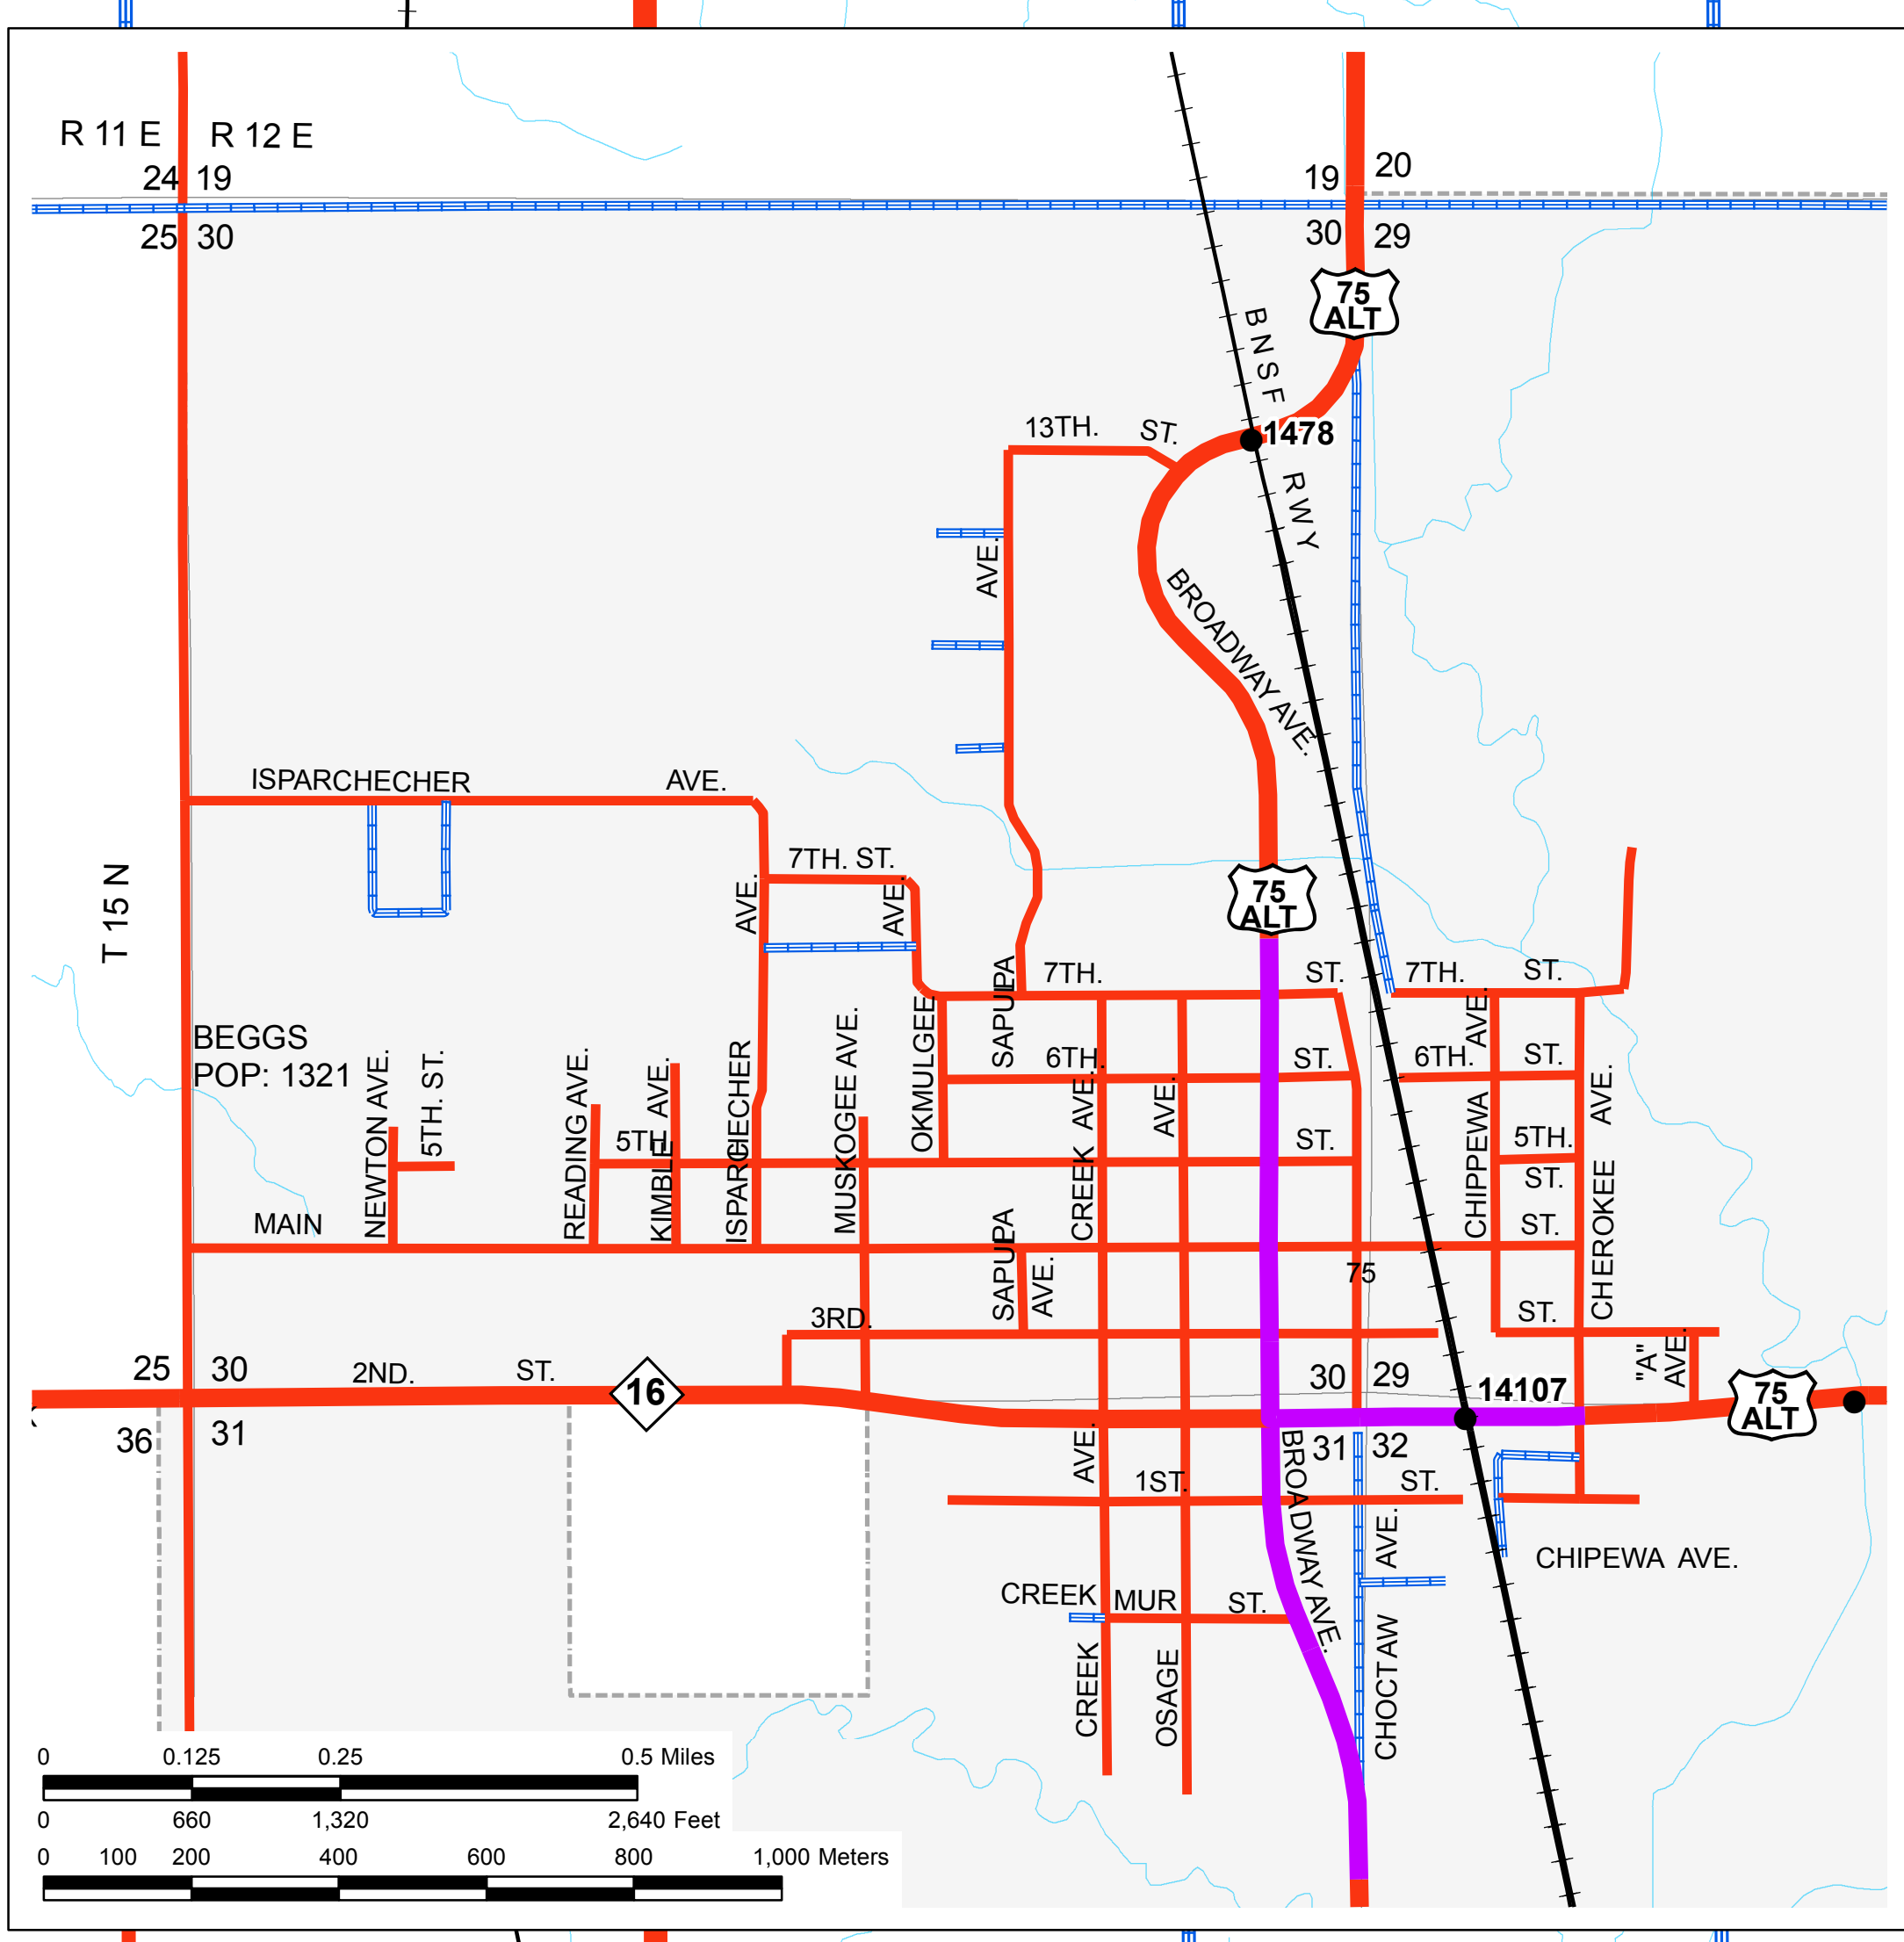 R 11 E
R 12 E
24
19
19
20
25
30
30
29
75
ALT
BNSF
1478
13TH.
ST.
RWY
AVE.
BROADWAY AVE.
ISPARCHECHER
AVE.
7TH. ST.
AVE.
AVE.
75
ALT
T 15 N
7TH.
ST.
7TH.
ST.
SAPULPA
BEGGS
POP: 1321
NEWTON AVE.
5TH. ST.
READING AVE.
KIMBLE AVE.
ISPARCHECHER
MUSKOGEE AVE.
OKMULGEE
6TH.
ST.
6TH.
ST.
AVE.
CREEK AVE.
AVE.
AVE.
5TH.
ST.
5TH.
ST.
CHIPPEWA
CHEROKEE
MAIN
ST.
SAPULPA
AVE.
75
3RD.
ST.
"A"
AVE.
25
30
2ND.
ST.
16
30
29
14107
75
ALT
36
31
31
32
AVE.
BROADWAY AVE.
1ST.
ST.
AVE.
CHIPEWA AVE.
CREEK
MUR
ST.
CREEK
OSAGE
CHOCTAW
0 0.125 0.25 0.5 Miles
0 660 1,320 2,640 Feet
0 100 200 400 600 800 1,000 Meters